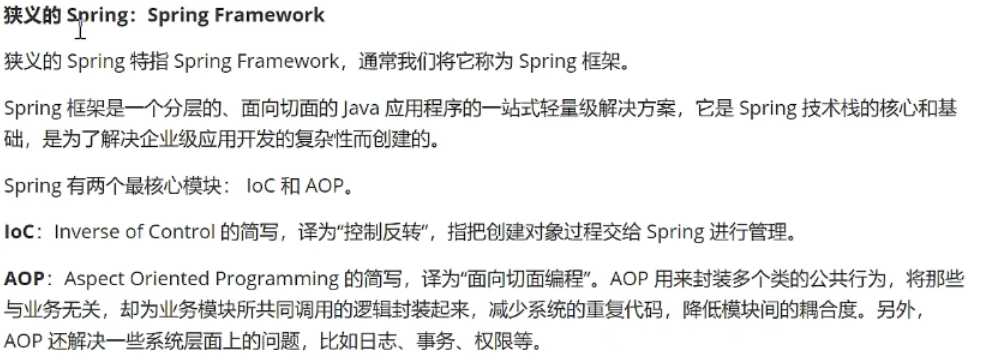 狭义的 Spring：Spring Framework
狭义的 Spring 特指 Spring Framework，通常我们将它称为 Spring 框架。
Spring 框架是一个分层的、面向切面的 Java 应用程序的一站式轻量级解决方案，它是 Spring 技术栈的核心和基
础，是为了解决企业级应用开发的复杂性而创建的。
Spring 有两个最核心模块： IoC 和 AOP。
IoC：Inverse of Control 的简写，译为“控制反转”，指把创建对象过程交给 Spring 进行管理。
AOP：Aspect Oriented Programming 的简写，译为“面向切面编程”。AOP 用来封装多个类的公共行为，将那些
与业务无关，却为业务模块所共同调用的逻辑封装起来，减少系统的重复代码，降低模块间的耦合度。另外，
AOP 还解决一些系统层面上的问题，比如日志、事务、权限等。